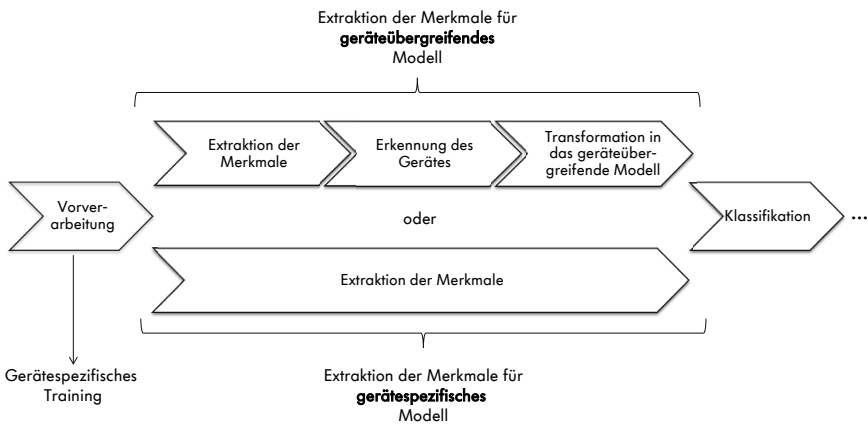 Extraktion der Merkmale für
geräteübergreifendes
Modell
Extraktion der
Merkmale
Erkennung des
Gerätes
Transformation in
das geräteüber-
greifende Modell
Vorver-
arbeitung
oder
Klassifikation
...
Extraktion der Merkmale
Gerätespezifisches
Training
Extraktion der Merkmale für
gerätespezifisches
Modell